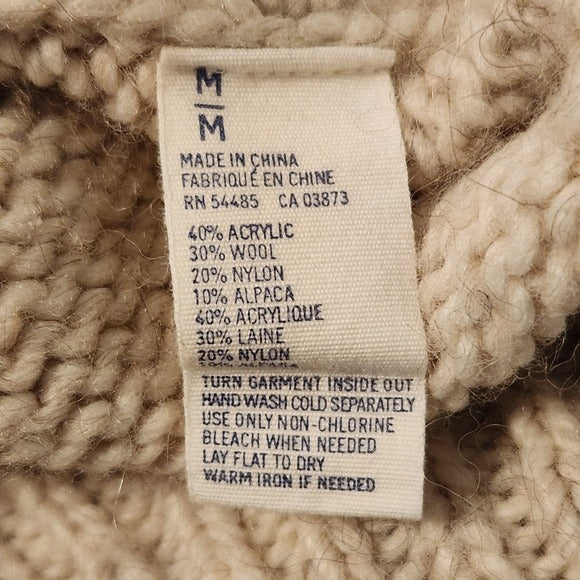 M
M
MADE IN CHINA
FABRIQUÉ EN CHINE
RN 54485 CA 03873
40% ACRYLIC
30% WOOL
20% NYLON
10% ALPACA
40% ACRYLIQUE
30% LAINE
20% NYLON
TURN GARMENT INSIDE OUT
HAND WASH COLD SEPARATELY
USE ONLY NON-CHLORINE
BLEACH WHEN NEEDED
LAY FLAT TO DRY
WARM IRON IF NEEDED